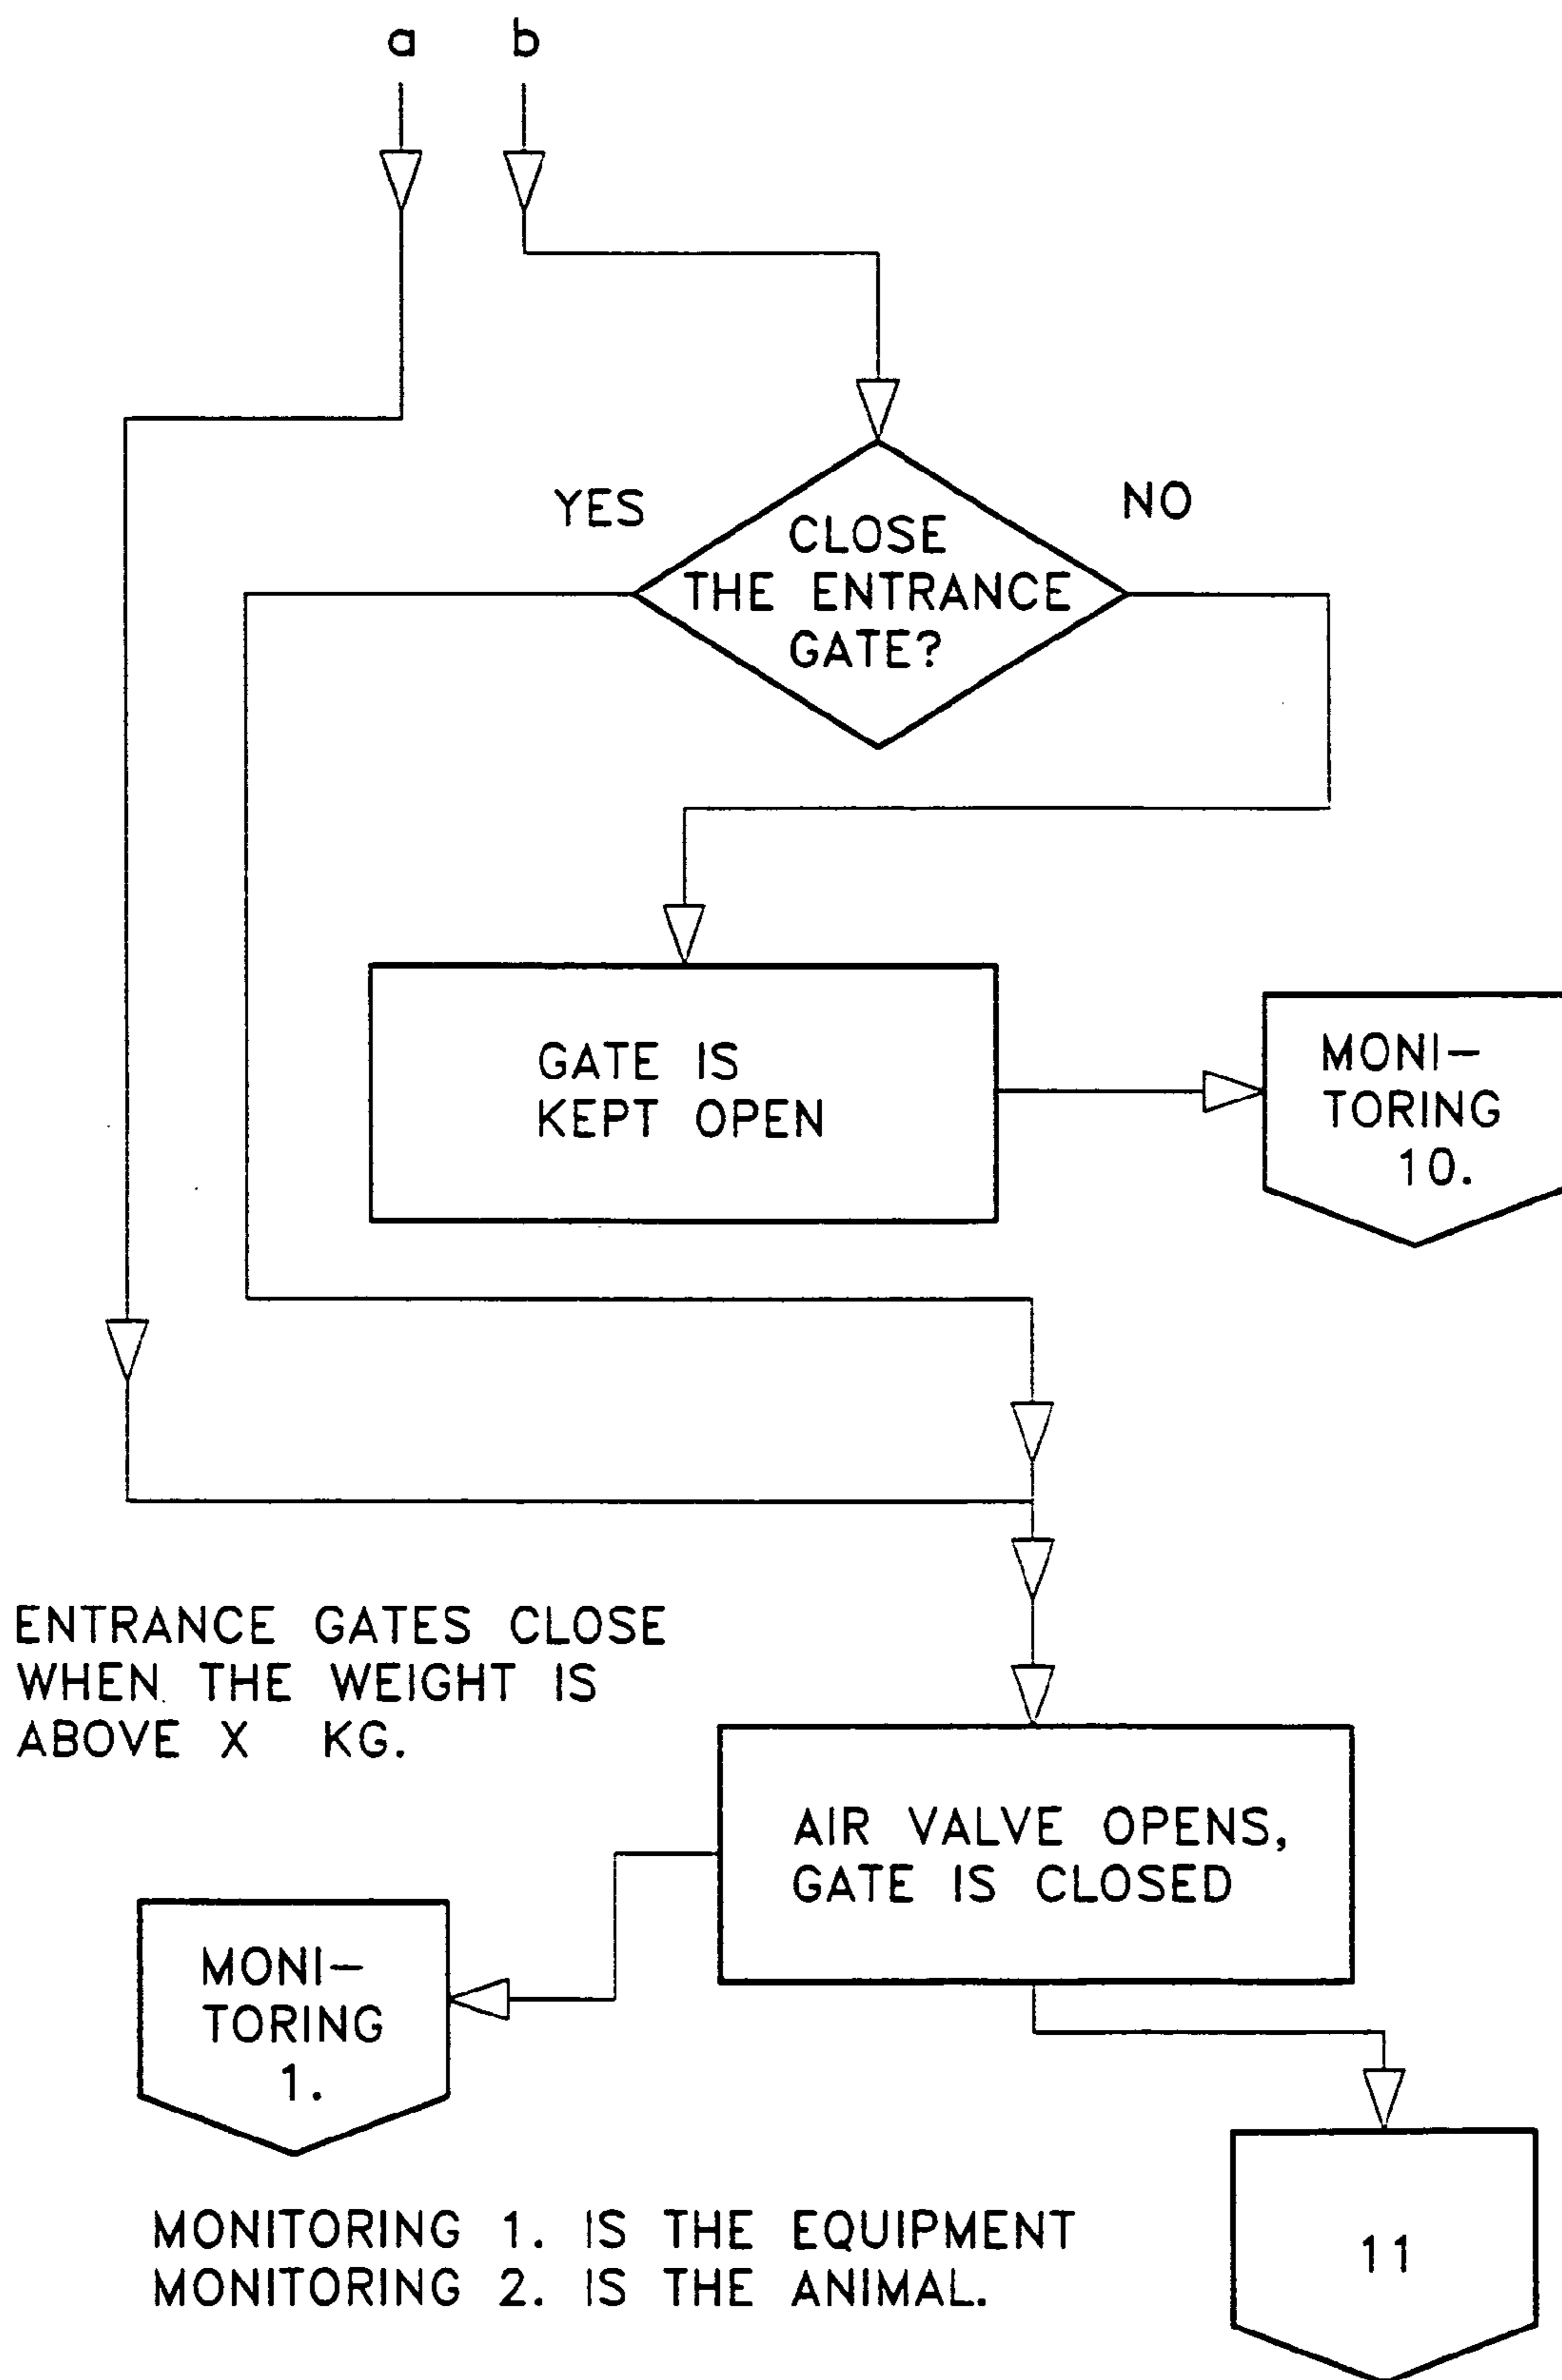 a b
YES
NO
CLOSE
THE ENTRANCE
GATE?
GATE IS
KEPT OPEN
MONI-
TORING
10.
ENTRANCE GATES CLOSE
WHEN THE WEIGHT IS
ABOVE X KG.
AIR VALVE OPENS,
GATE IS CLOSED
MONI-
TORING
1.
MONITORING 1. IS THE EQUIPMENT
MONITORING 2. IS THE ANIMAL.
11